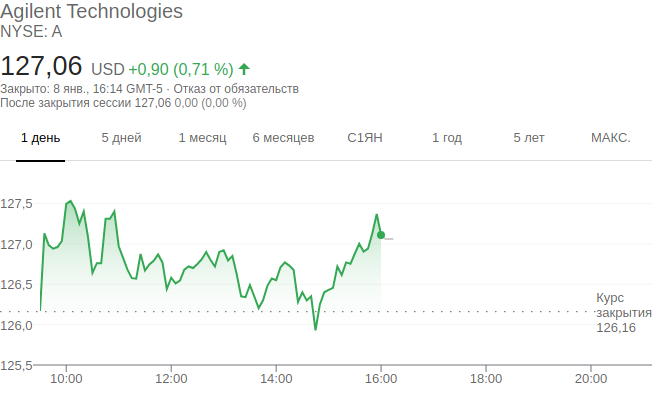 Agilent Technologies
NYSE: A
127,06 USD +0,90 (0,71 %)
Закрыто: 8 янв., 16:14 GMT-5 · Отказ от обязательств
После закрытия сессии 127,06 0,00 (0,00 %)
1 день 5 дней 1 месяц 6 месяцев С1ЯН 1 год 5 лет МАКС.
127,5
127,0
126,5
126,0
125,5
Курс
закрытия
126,16
10:00 12:00 14:00 16:00 18:00 20:00